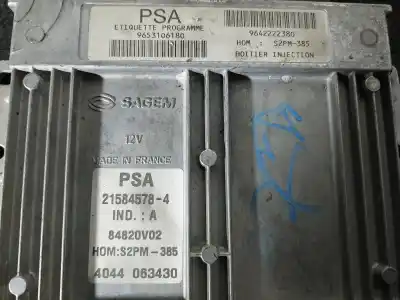 PSA
ETIQUETTE PROGRAMME
9653106180
9642222380
HOM : S2PM-385
BOITIER INJECTION
SAGEM
12V
MADE IN FRANCE
PSA
21584578-4
IND.: A
84620V02
HOM:S2PM-385
4044 063430